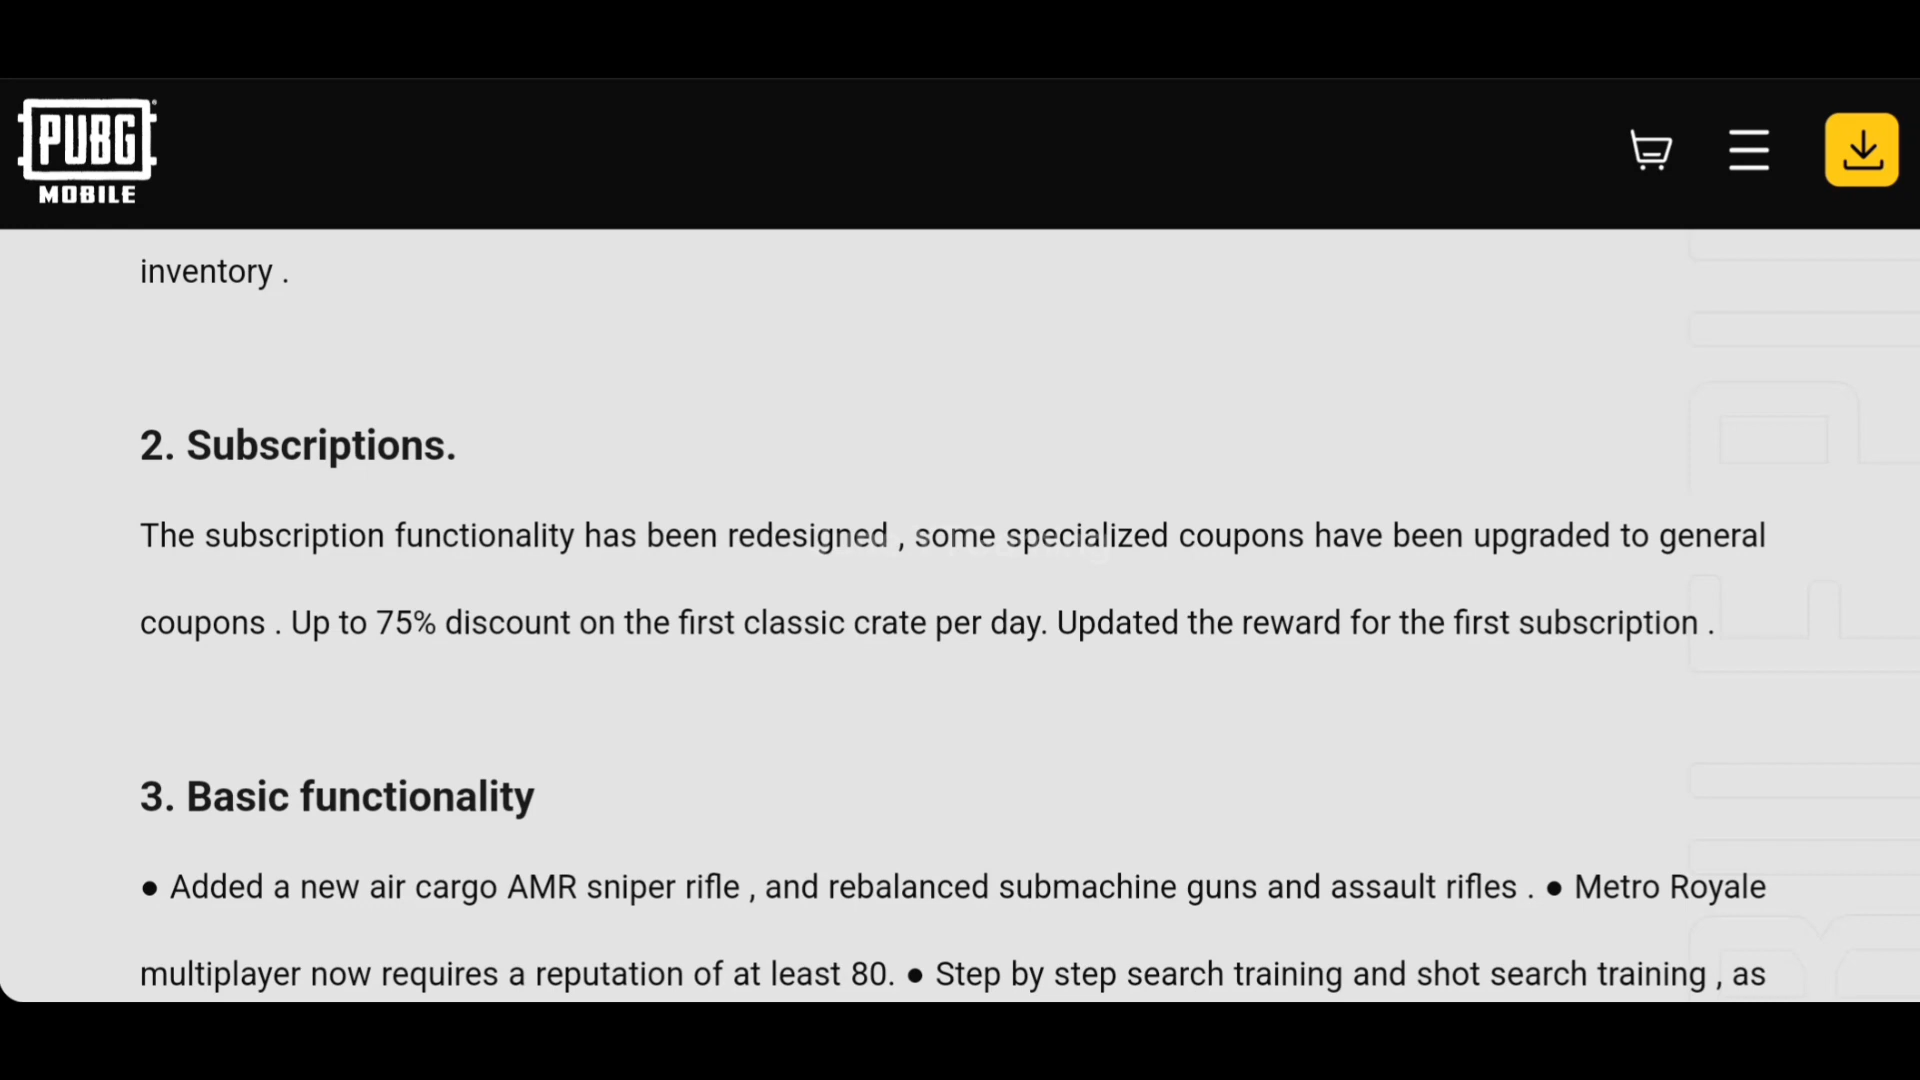 PUBG
MOBILE
inventory .
2. Subscriptions.
The subscription functionality has been redesigned , some specialized coupons have been upgraded to general
coupons . Up to 75% discount on the first classic crate per day. Updated the reward for the first subscription .
3. Basic functionality
● Added a new air cargo AMR sniper rifle , and rebalanced submachine guns and assault rifles . ● Metro Royale
multiplayer now requires a reputation of at least 80. ● Step by step search training and shot search training , as